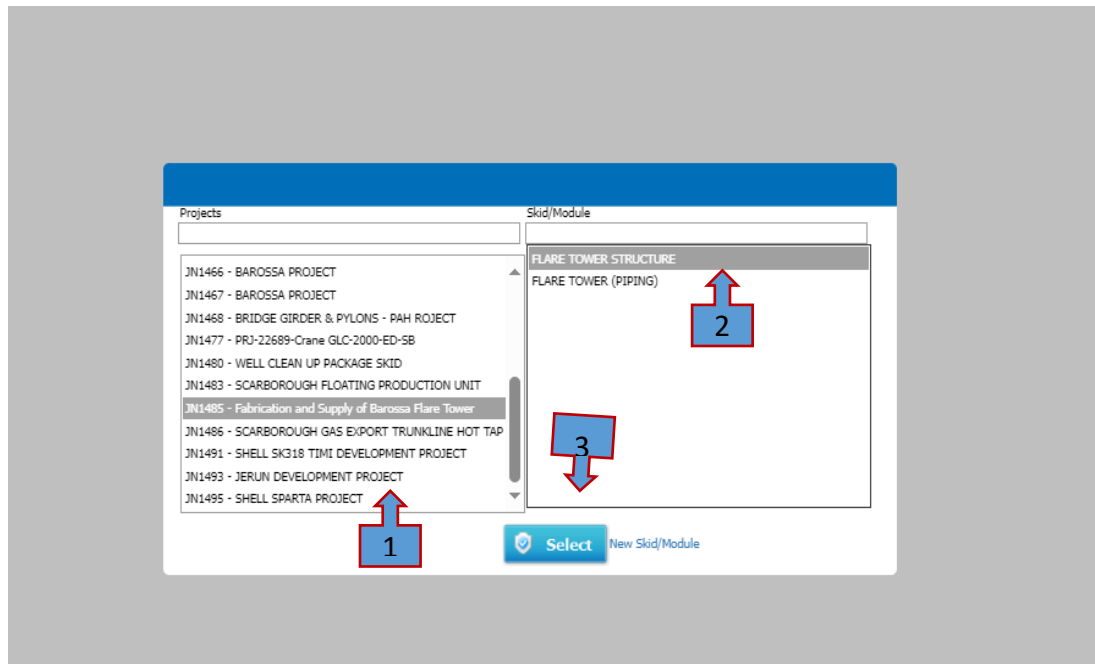 Projects
Skid/Module
JN1466 - BAROSSA PROJECT
JN1467 - BAROSSA PROJECT
JN1468 - BRIDGE GIRDER & PYLONS - PAH ROJECT
JN1477 - PRJ-22689-Crane GLC-2000-ED-SB
JN1480 - WELL CLEAN UP PACKAGE SKID
JN1483 - SCARBOROUGH FLOATING PRODUCTION UNIT
JN1485 - Fabrication and Supply of Barossa Flare Tower
JN1486 - SCARBOROUGH GAS EXPORT TRUNKLINE HOT TAP
JN1491 - SHELL SK318 TIMI DEVELOPMENT PROJECT
JN1493 - JERUN DEVELOPMENT PROJECT
JN1495 - SHELL SPARTA PROJECT
1
FLARE TOWER STRUCTURE
FLARE TOWER (PIPING)
2
3
Select
New Skid/Module